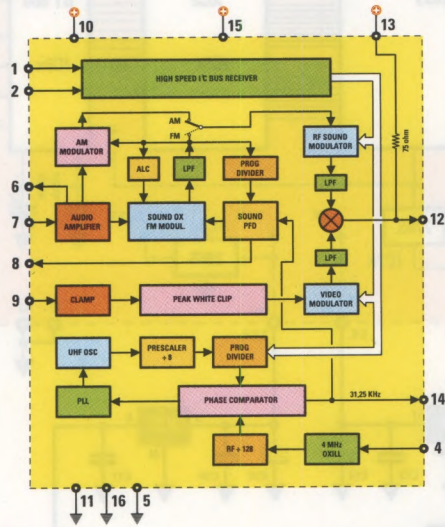 10
15
13
1
2
HIGH SPEED I²C BUS RECEIVER
75 ohm
AM
FM
AM MODULATOR
RF SOUND MODULATOR
ALC
LPF
PROG DIVIDER
LPF
6
7
AUDIO AMPLIFIER
SOUND OX FM MODUL.
SOUND PFD
12
8
LPF
9
CLAMP
PEAK WHITE CLIP
VIDEO MODULATOR
UHF OSC
PRESCALER ÷ 8
PROG DIVIDER
PLL
PHASE COMPARATOR
31,25 KHz
14
RF ÷ 128
4 MHz OXILL
4
11
16
5